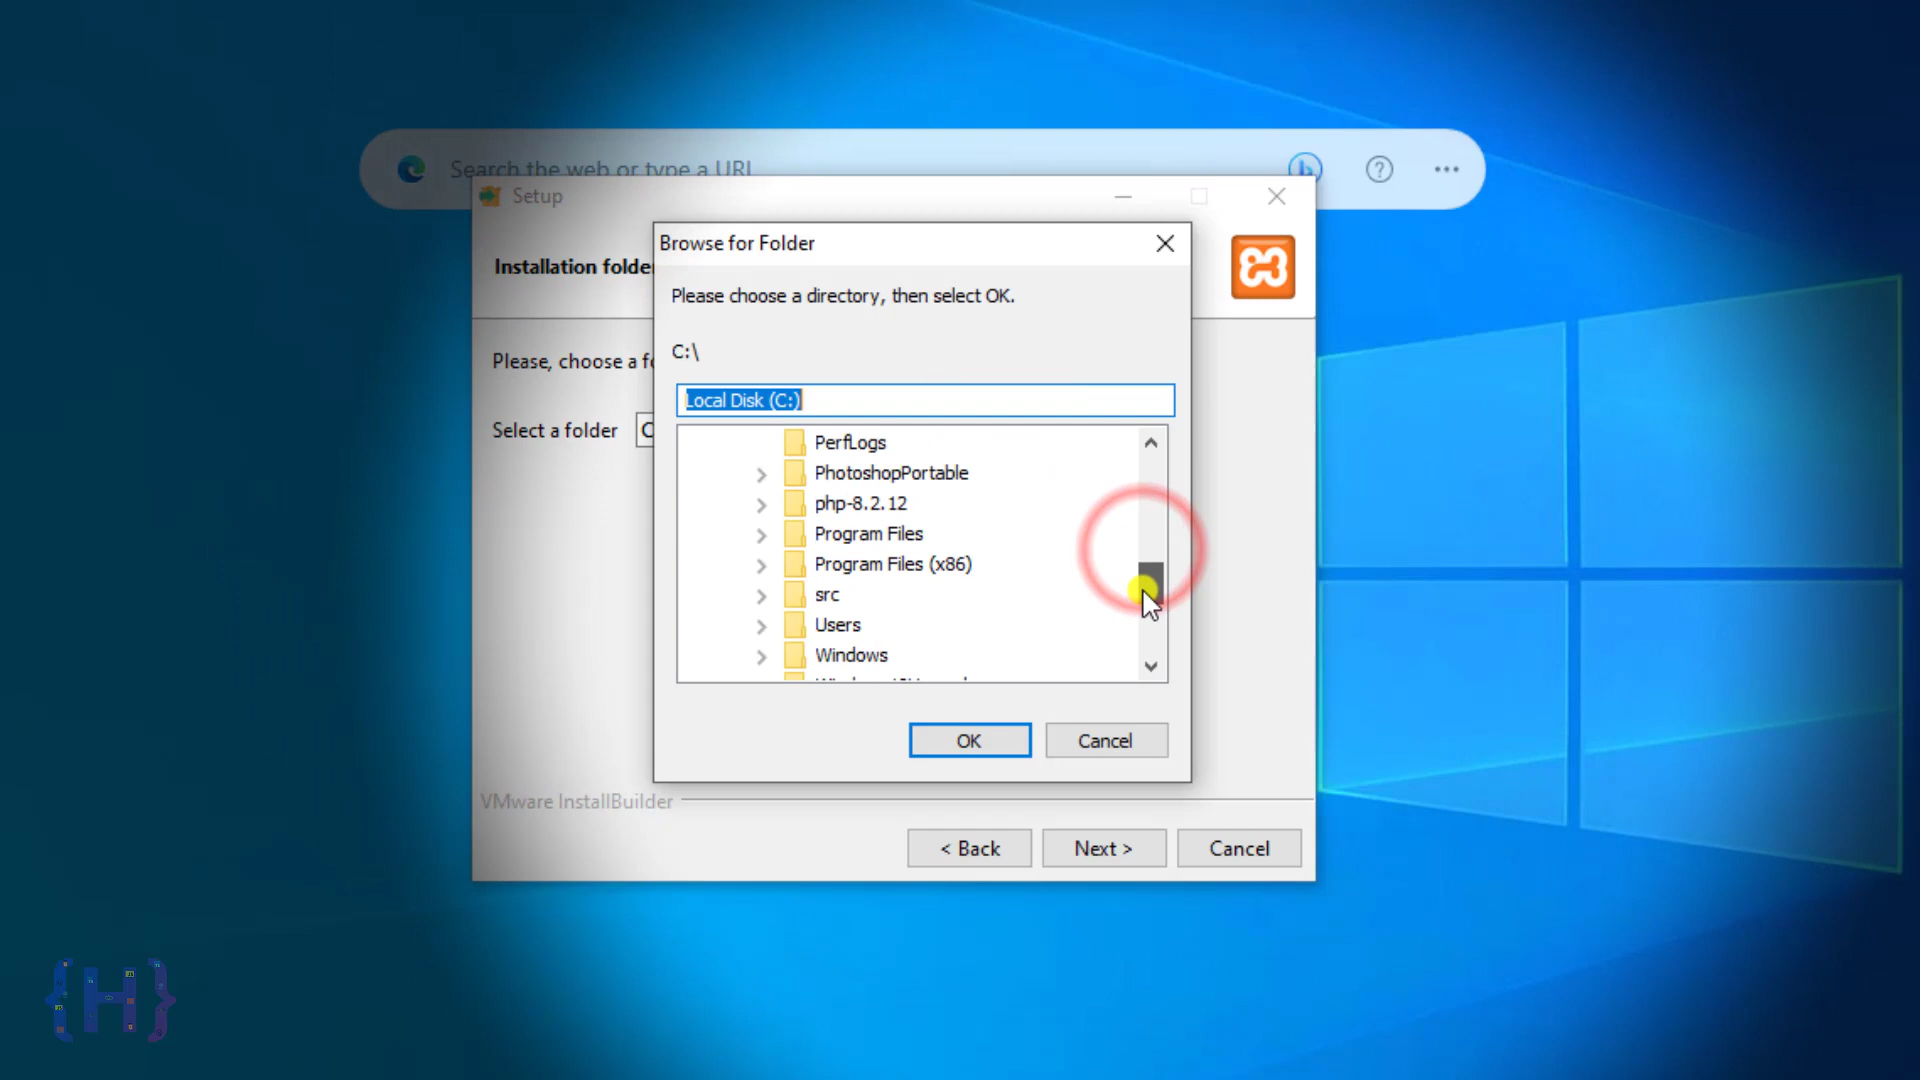 Search the web or type a URL
Setup
Browse for Folder
Installation folde
Please choose a directory, then select OK.
C:\
Please, choose a fo
Local Disk (C:)
Select a folder
C
PerfLogs
PhotoshopPortable
php-8.2.12
Program Files
Program Files (x86)
src
Users
Windows
OK
Cancel
VMware InstallBuilder
< Back
Next >
Cancel
{H}